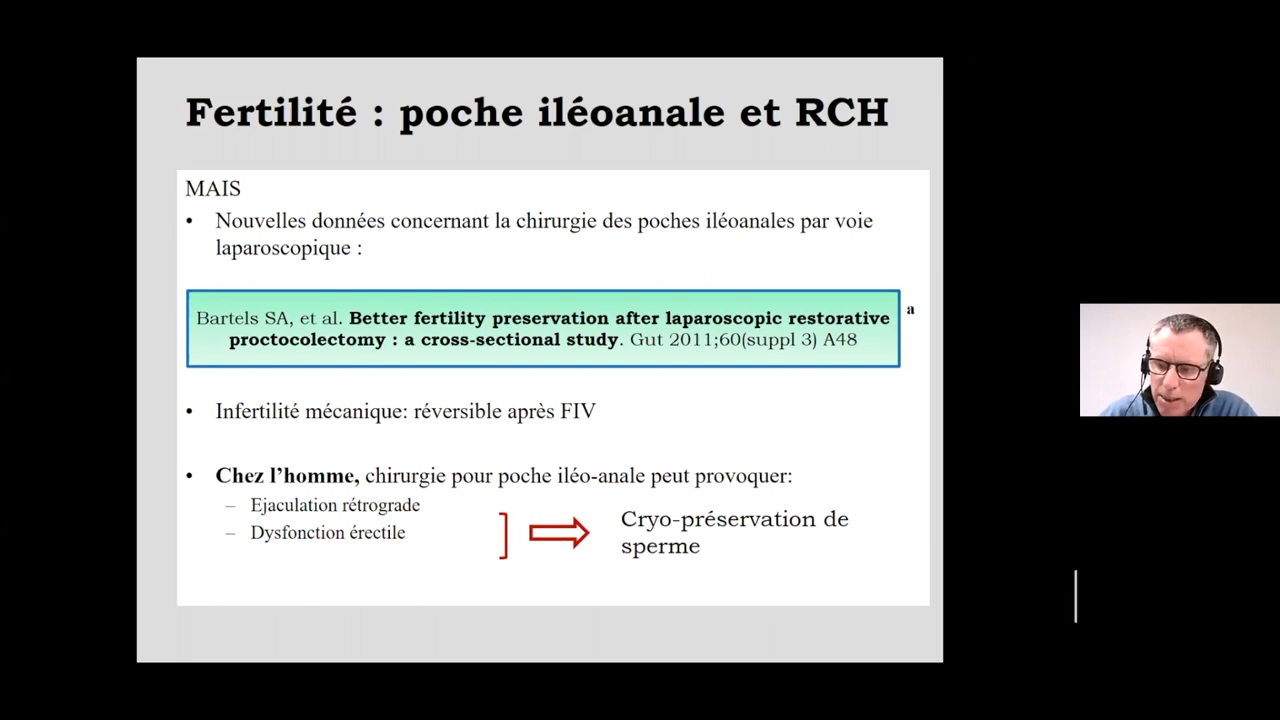 Fertilité : poche iléoanale et RCH
MAIS
• Nouvelles données concernant la chirurgie des poches iléoanales par voie
laparoscopique :
Bartels SA, et al. Better fertility preservation after laparoscopic restorative
proctocolectomy : a cross-sectional study. Gut 2011;60(suppl 3) A48
a
• Infertilité mécanique: réversible après FIV
• Chez l’homme, chirurgie pour poche iléo-anale peut provoquer:
– Ejaculation rétrograde
– Dysfonction érectile
Cryo-préservation de
sperme